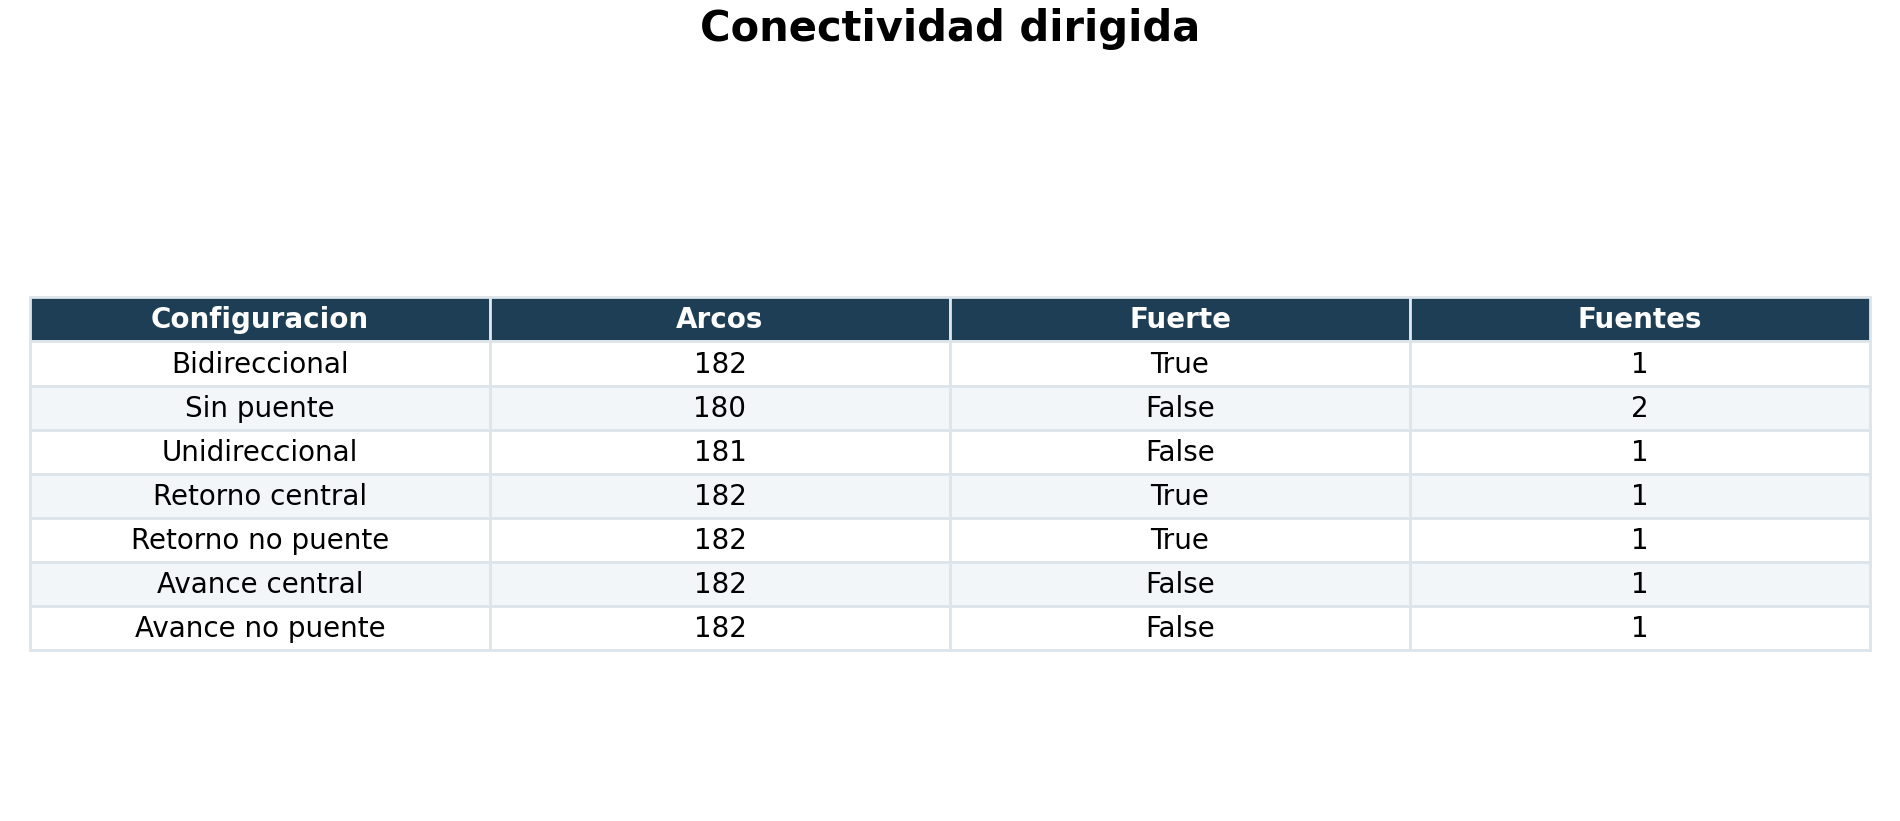 Conectividad dirigida
Configuracion Arcos Fuerte Fuentes
Bidireccional 182 True 1
Sin puente 180 False 2
Unidireccional 181 False 1
Retorno central 182 True 1
Retorno no puente 182 True 1
Avance central 182 False 1
Avance no puente 182 False 1